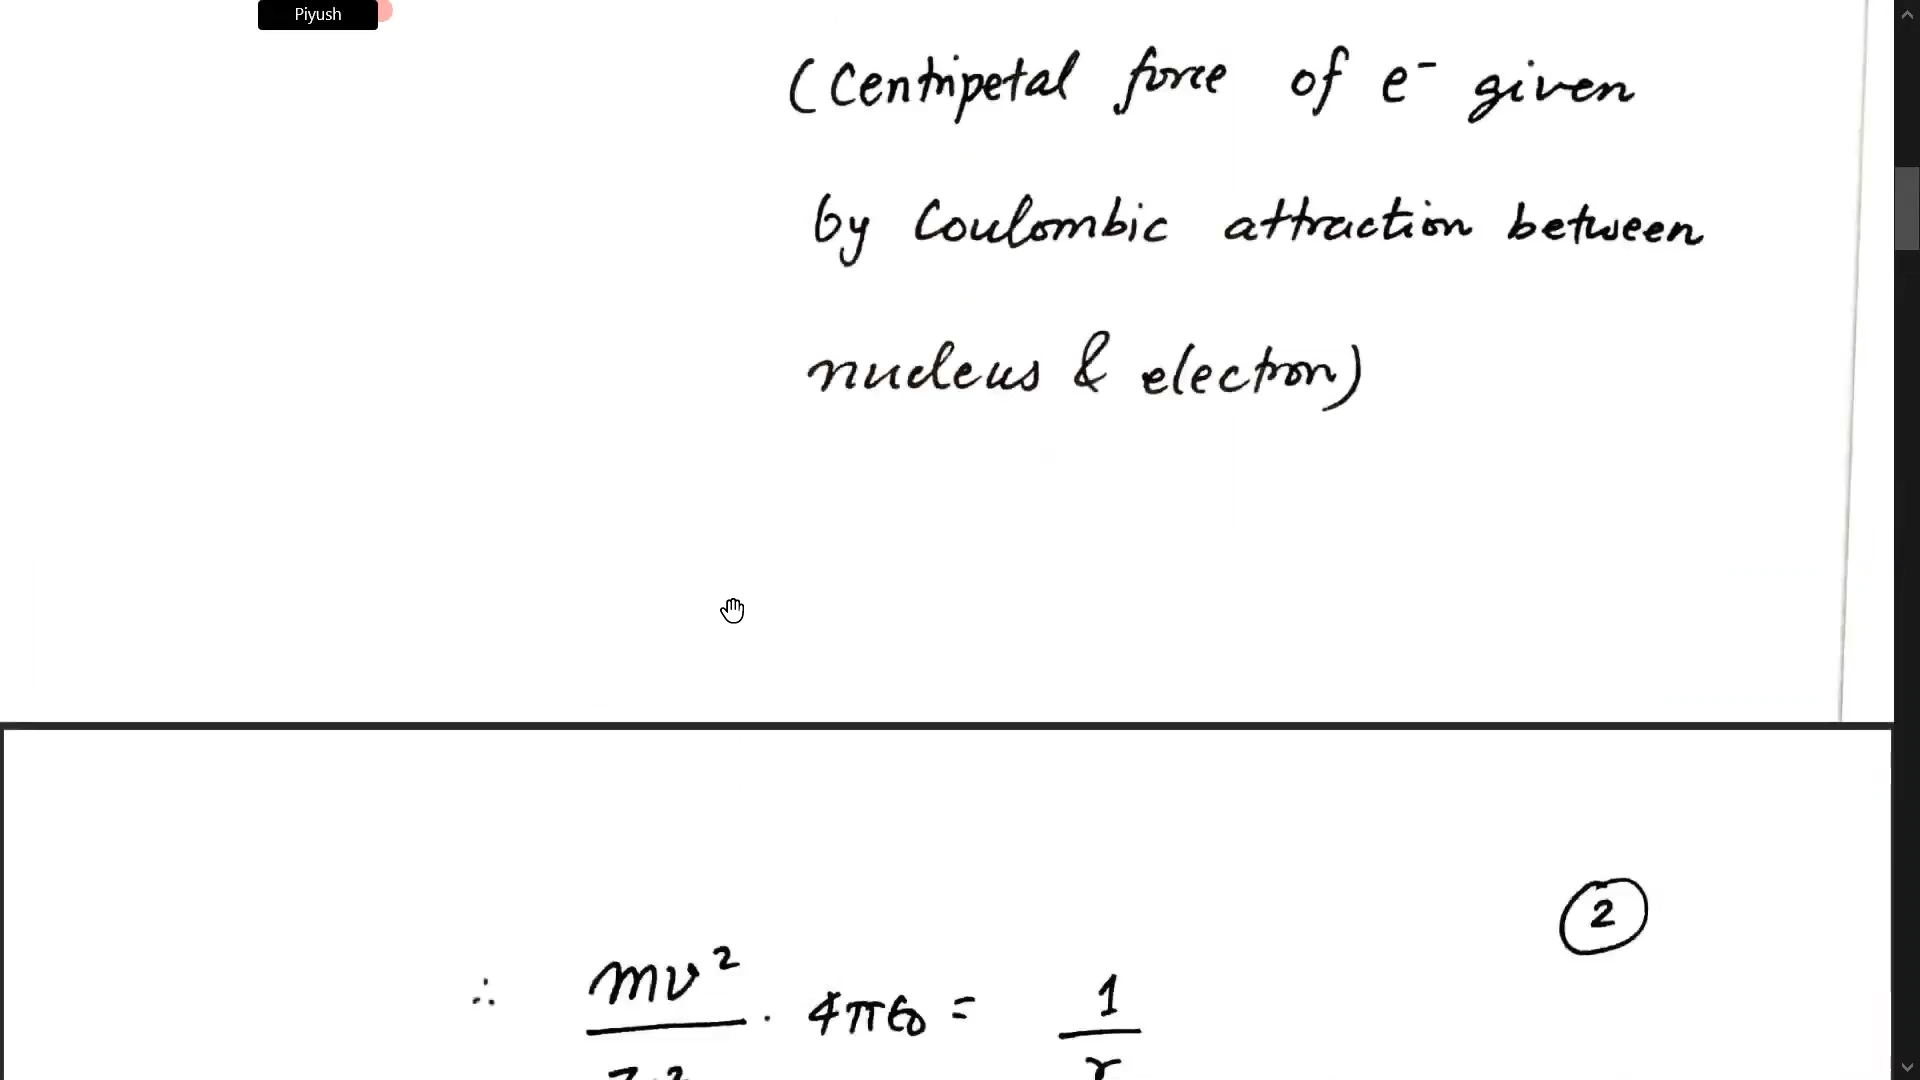 Piyush
(Centripetal force of e⁻ given
by Coulombic attraction between
nucleus & electron)
2
∴ mv² / · 4πε₀ = 1 / r